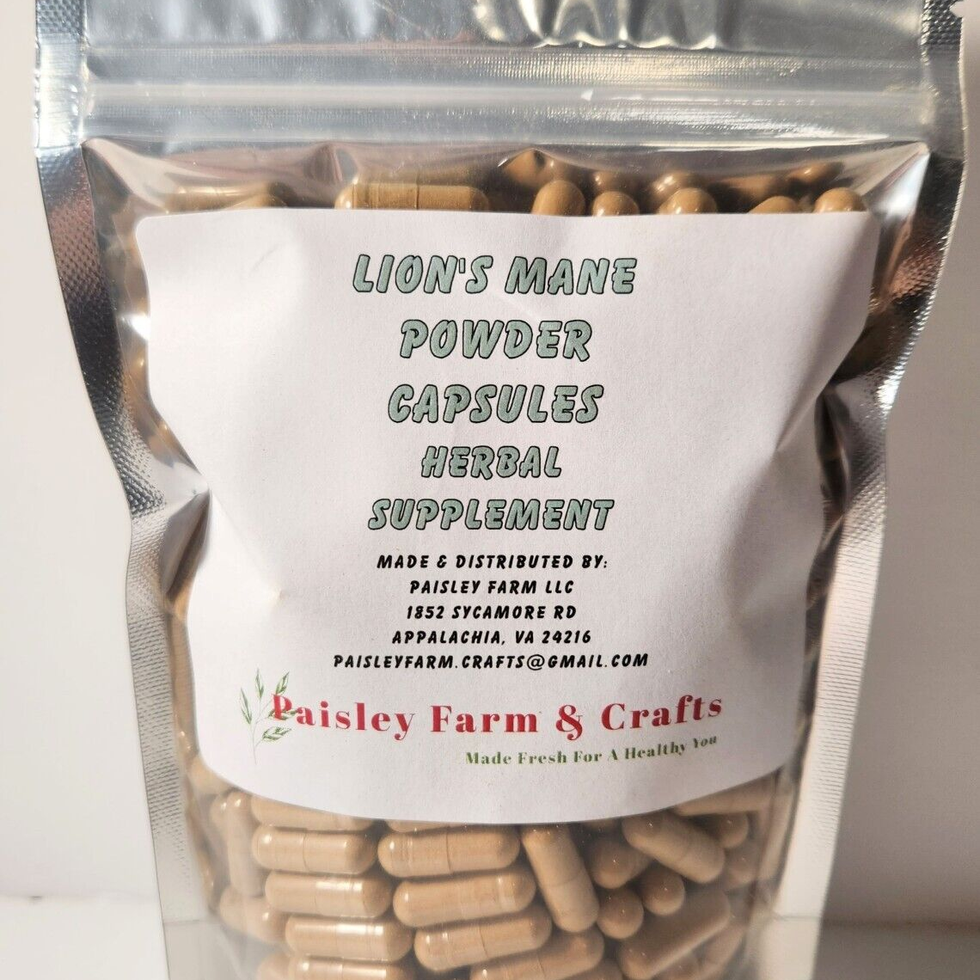 LION'S MANE
POWDER
CAPSULES
HERBAL
SUPPLEMENT
MADE & DISTRIBUTED BY:
PAISLEY FARM LLC
1852 SYCAMORE RD
APPALACHIA, VA 24216
PAISLEYFARM.CRAFTS@GMAIL.COM
Paisley Farm & Crafts
Made Fresh For A Healthy You